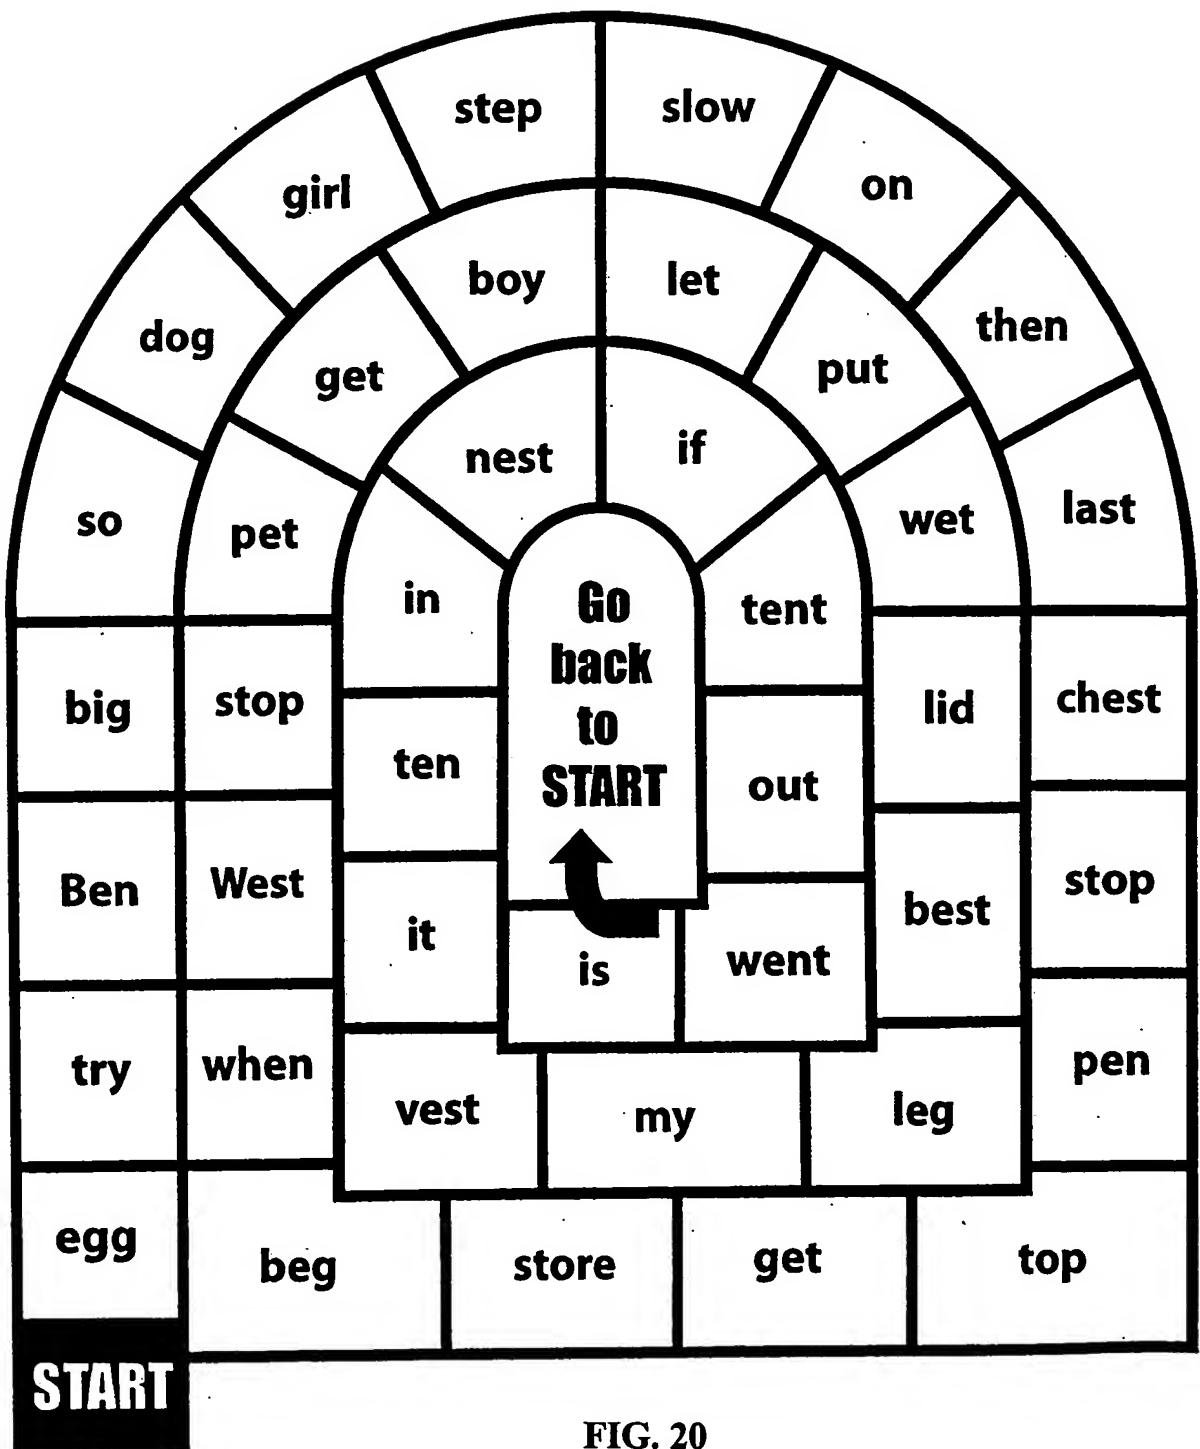 START
egg
try
Ben
big
so
dog
girl
step
slow
on
then
last
chest
stop
pen
top
get
store
beg
when
West
stop
pet
get
boy
let
put
wet
lid
best
leg
my
vest
it
ten
in
nest
if
tent
out
went
is
Go
back
to
START
FIG. 20